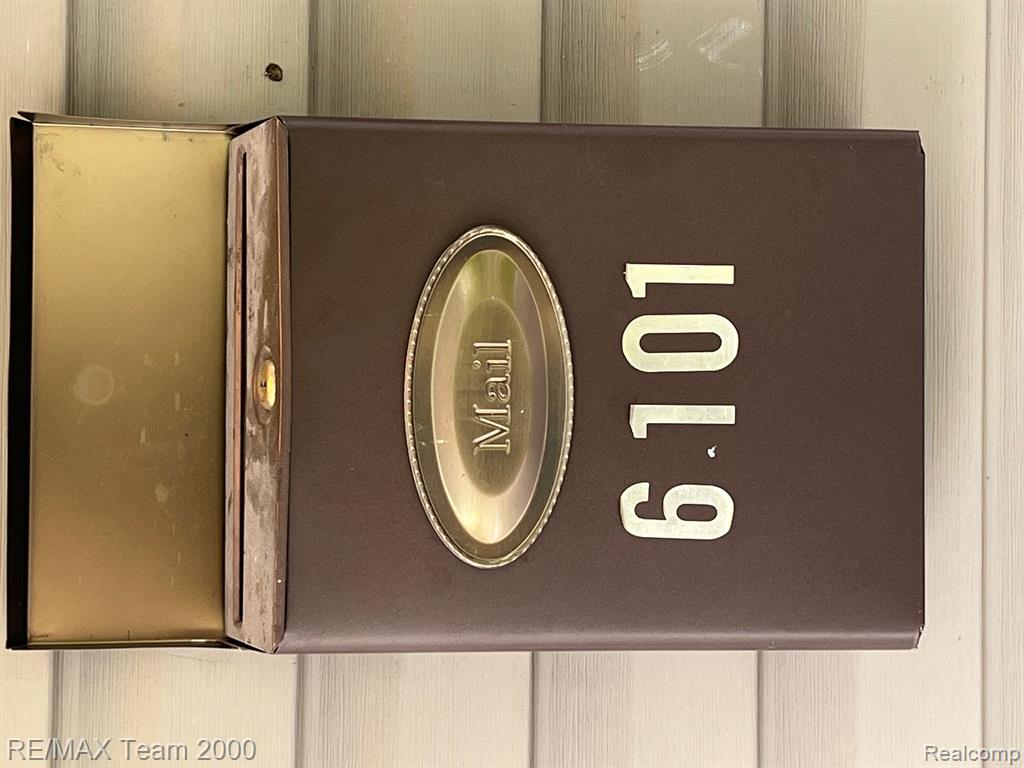 Mail
6101
RE/MAX Team 2000
Realcomp